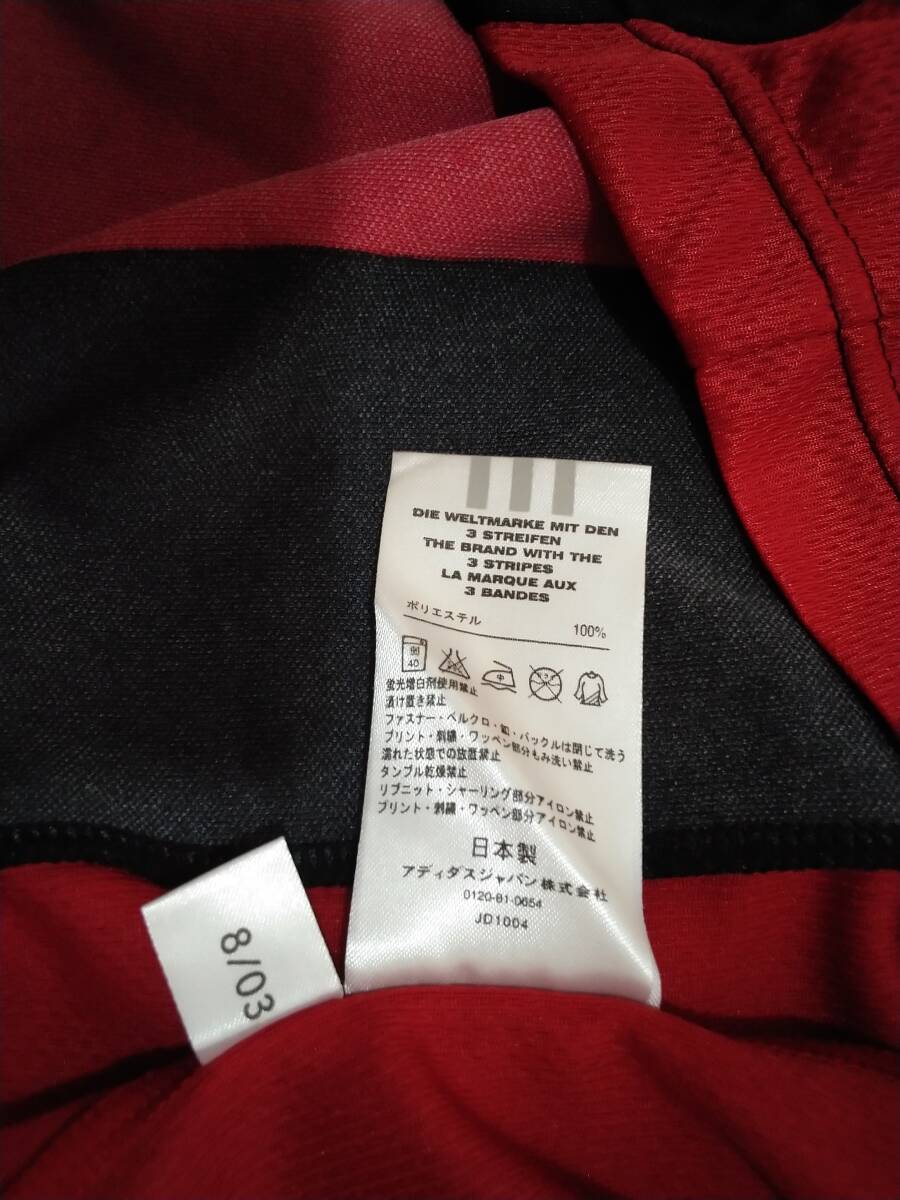 DIE WELTMARKE MIT DEN
3 STREIFEN
THE BRAND WITH THE
3 STRIPES
LA MARQUE AUX
3 BANDES
ポリエステル 100%
弱
40
中
蛍光増白剤使用禁止
漬け置き禁止
ファスナー・ベルクロ・釦・バックルは閉じて洗う
プリント・刺繍・ワッペン部分もみ洗い禁止
濡れた状態での放置禁止
タンブル乾燥禁止
リブニット・シャーリング部分アイロン禁止
プリント・刺繍・ワッペン部分アイロン禁止
日本製
アディダスジャパン株式会社
0120-81-0654
JD1004
8/03